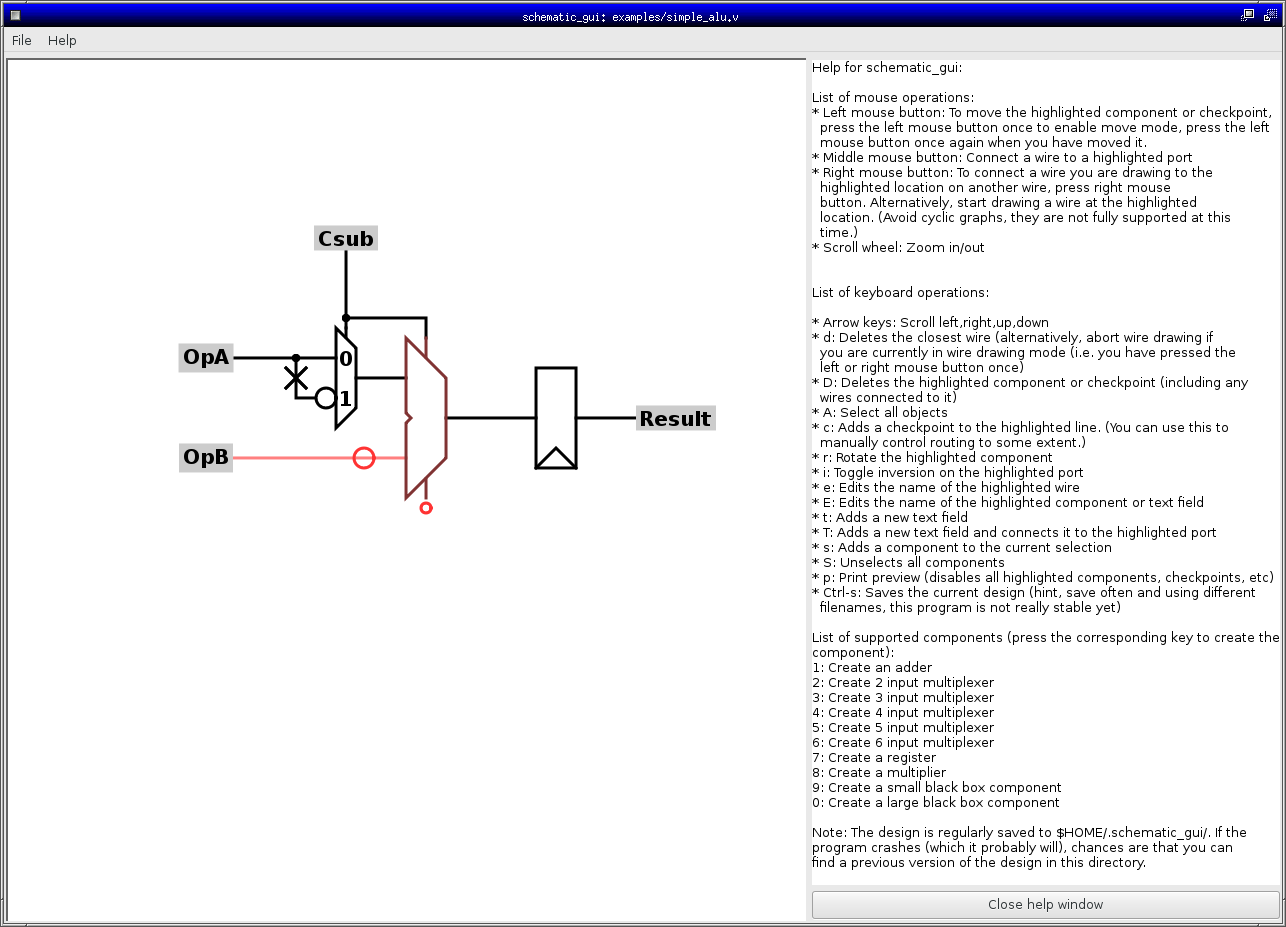 schematic_gui: examples/simple_alu.v
File Help
Csub
OpA
0
1
OpB
Result
Help for schematic_gui:
List of mouse operations:
* Left mouse button: To move the highlighted component or checkpoint,
press the left mouse button once to enable move mode, press the left
mouse button once again when you have moved it.
* Middle mouse button: Connect a wire to a highlighted port
* Right mouse button: To connect a wire you are drawing to the
highlighted location on another wire, press right mouse
button. Alternatively, start drawing a wire at the highlighted
location. (Avoid cyclic graphs, they are not fully supported at this
time.)
* Scroll wheel: Zoom in/out
List of keyboard operations:
* Arrow keys: Scroll left,right,up,down
* d: Deletes the closest wire (alternatively, abort wire drawing if
you are currently in wire drawing mode (i.e. you have pressed the
left or right mouse button once)
* D: Deletes the highlighted component or checkpoint (including any
wires connected to it)
* A: Select all objects
* c: Adds a checkpoint to the highlighted line. (You can use this to
manually control routing to some extent.)
* r: Rotate the highlighted component
* i: Toggle inversion on the highlighted port
* e: Edits the name of the highlighted wire
* E: Edits the name of the highlighted component or text field
* t: Adds a new text field
* T: Adds a new text field and connects it to the highlighted port
* s: Adds a component to the current selection
* S: Unselects all components
* p: Print preview (disables all highlighted components, checkpoints, etc)
* Ctrl-s: Saves the current design (hint, save often and using different
filenames, this program is not really stable yet)
List of supported components (press the corresponding key to create the
component):
1: Create an adder
2: Create 2 input multiplexer
3: Create 3 input multiplexer
4: Create 4 input multiplexer
5: Create 5 input multiplexer
6: Create 6 input multiplexer
7: Create a register
8: Create a multiplier
9: Create a small black box component
0: Create a large black box component
Note: The design is regularly saved to $HOME/.schematic_gui/. If the
program crashes (which it probably will), chances are that you can
find a previous version of the design in this directory.
Close help window